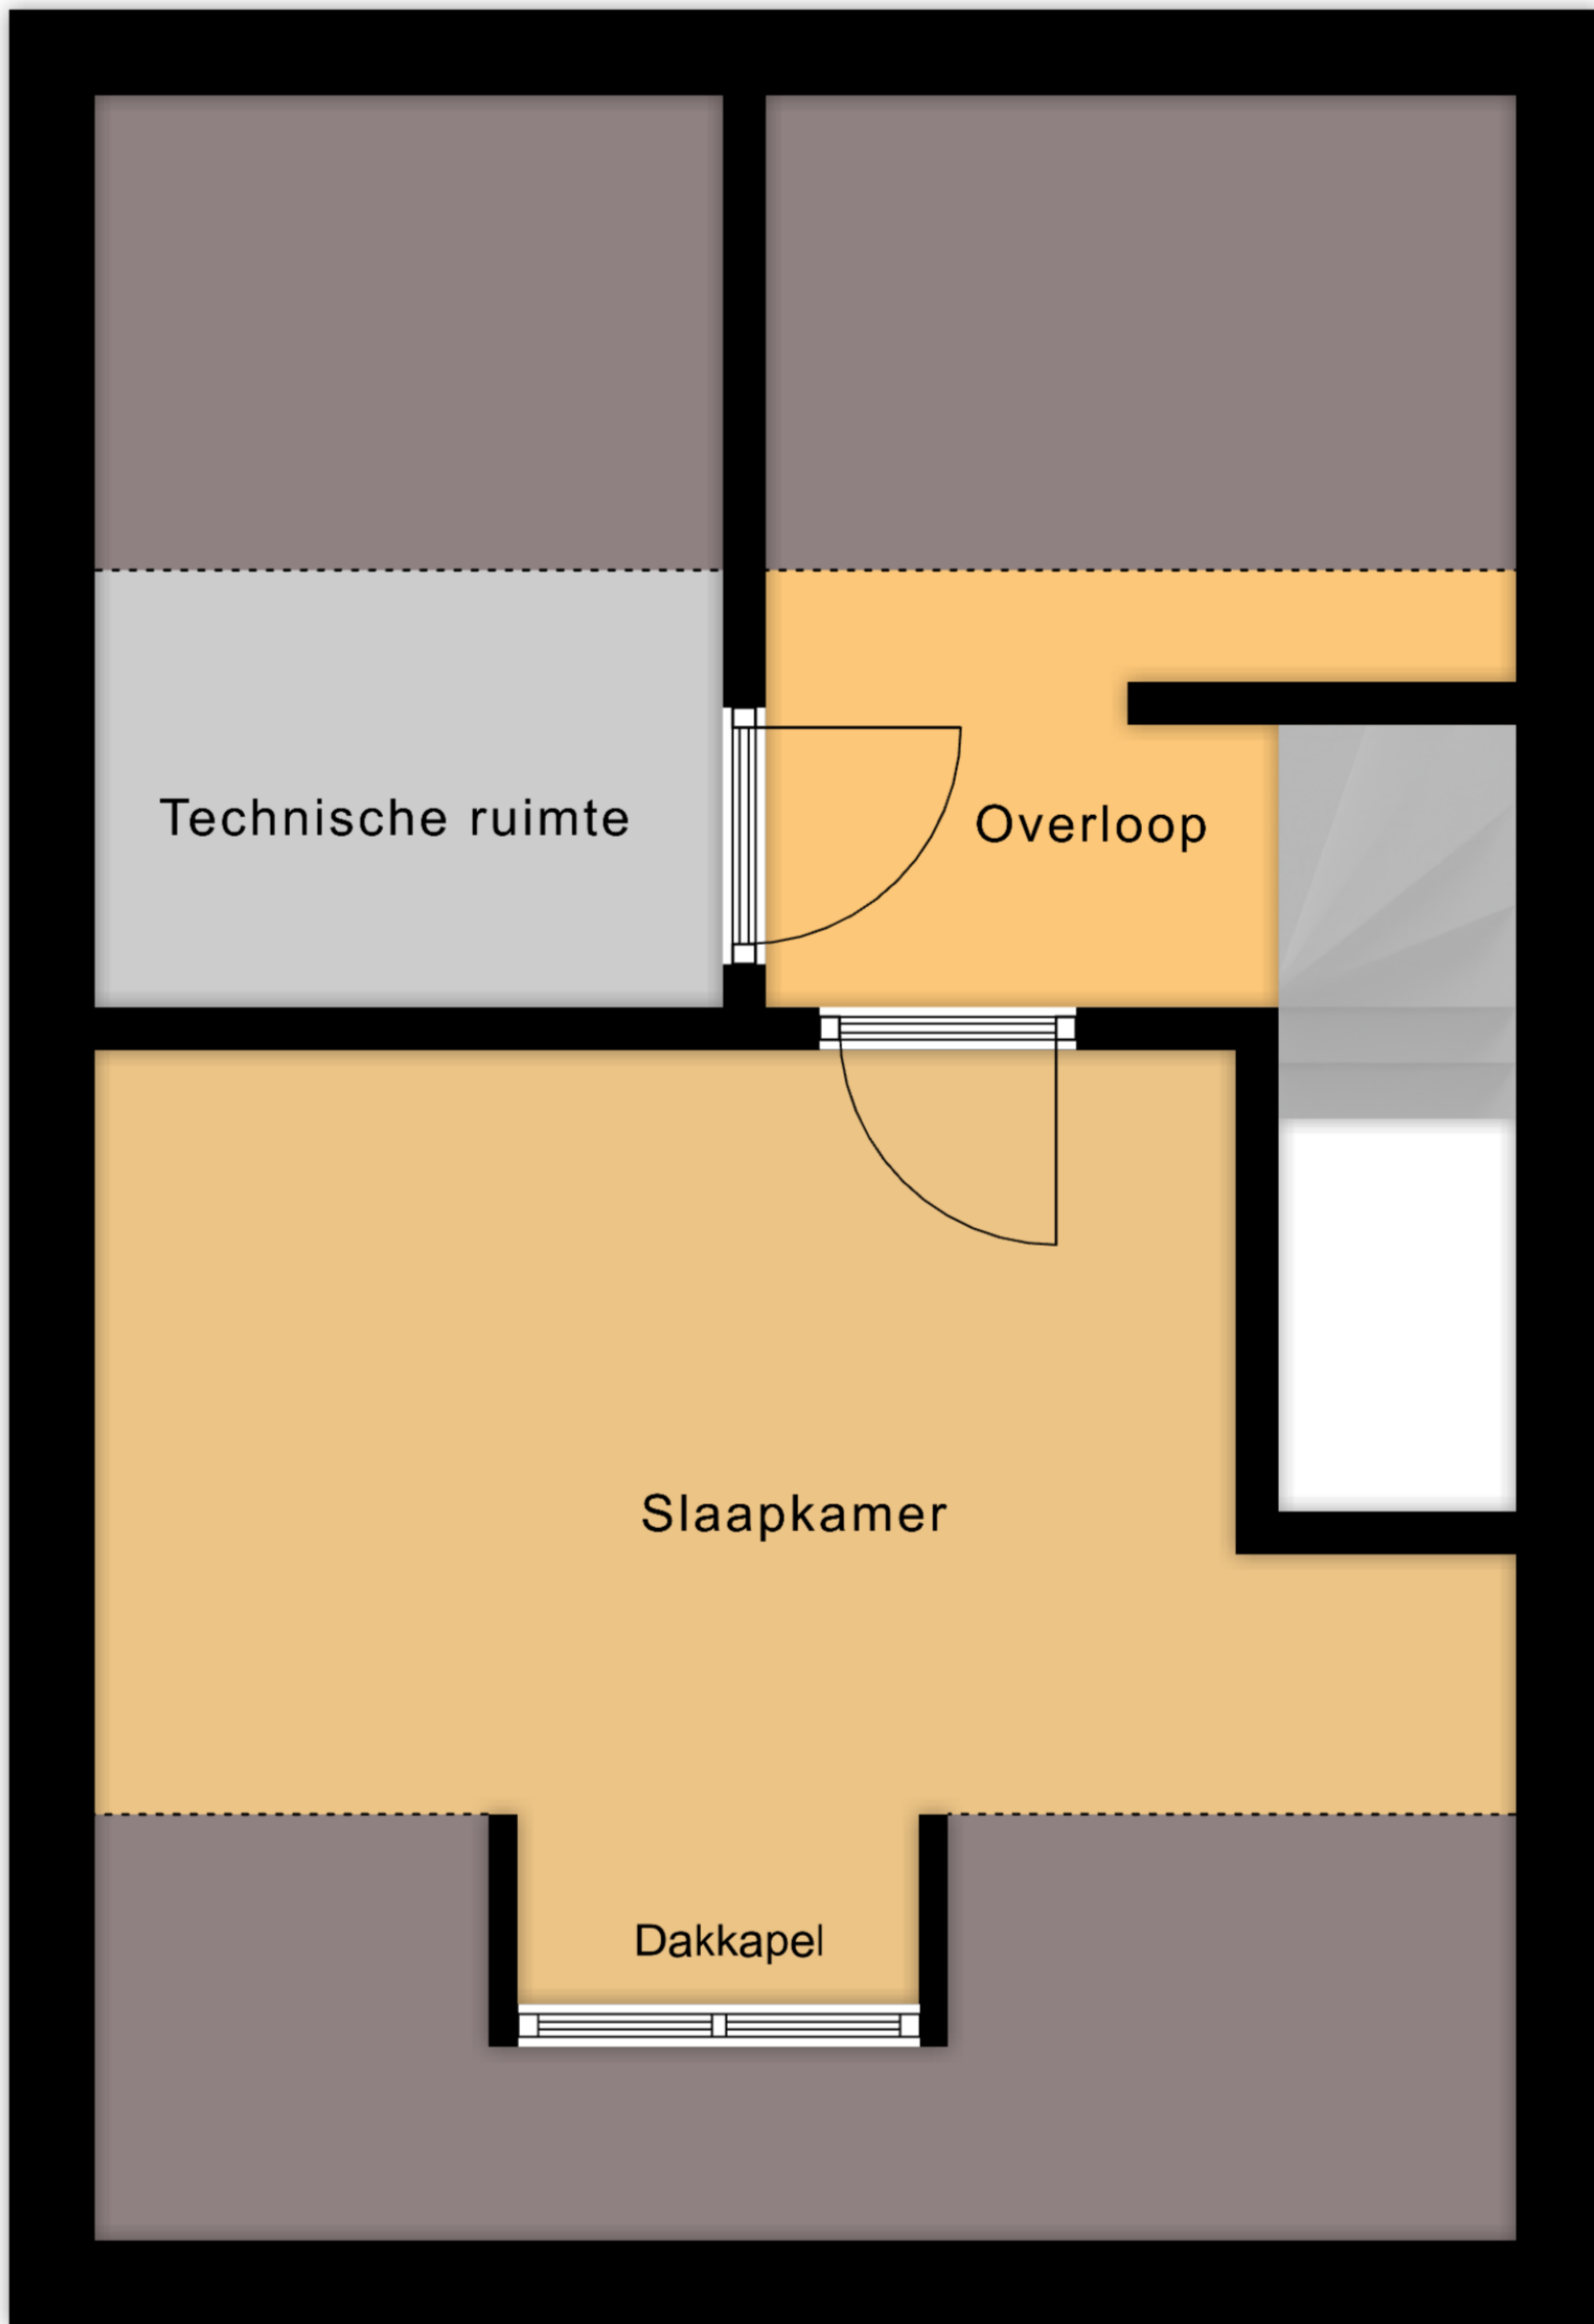 Technische ruimte
Overloop
Slaapkamer
Dakkapel